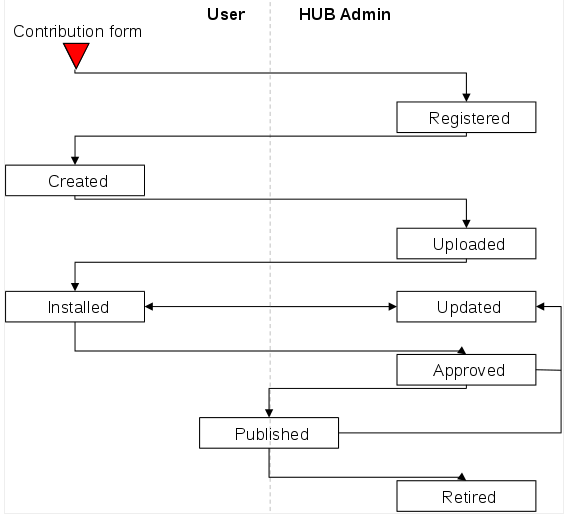 User
HUB Admin
Contribution form
Registered
Created
Uploaded
Installed
Updated
Approved
Published
Retired